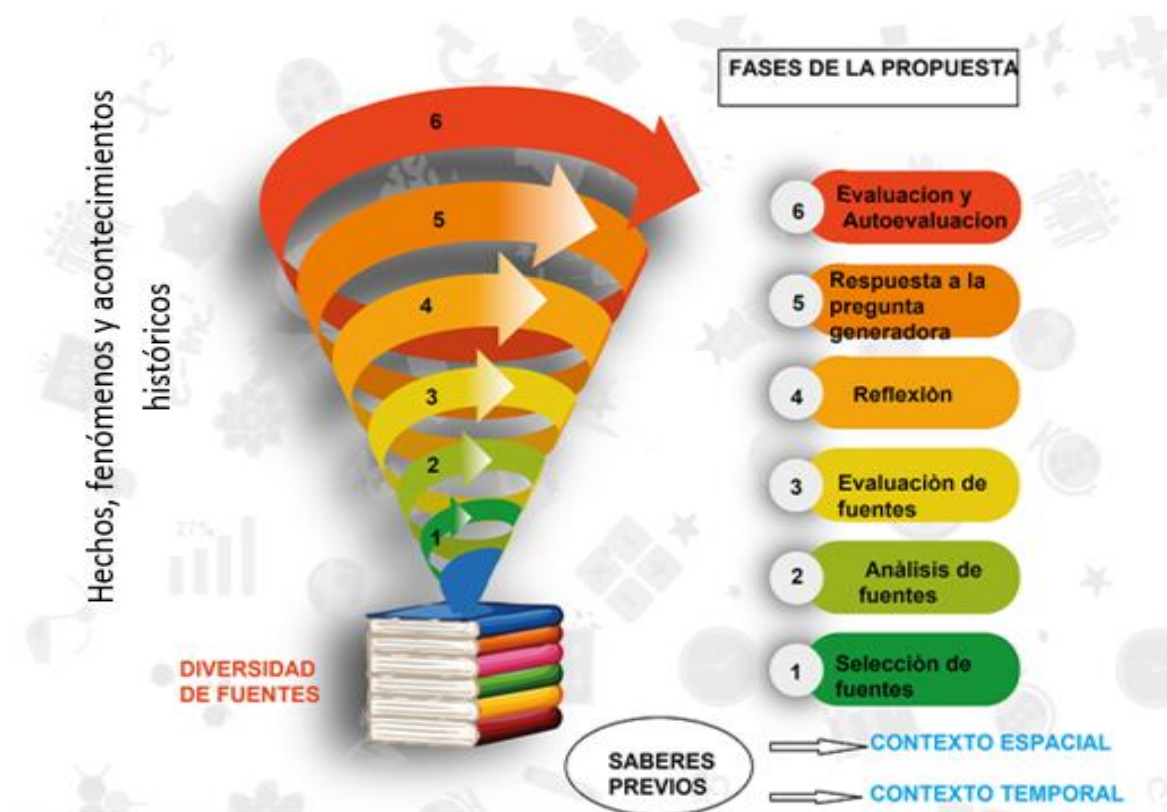 Hechos, fenómenos y acontecimientos
históricos
FASES DE LA PROPUESTA
6
5
4
3
2
1
6
Evaluacion y
Autoevaluacion
5
Respuesta a la
pregunta
generadora
4
Reflexiòn
3
Evaluaciòn de
fuentes
2
Anàlisis de
fuentes
1
Selecciòn de
fuentes
DIVERSIDAD
DE FUENTES
SABERES
PREVIOS
CONTEXTO ESPACIAL
CONTEXTO TEMPORAL
27%